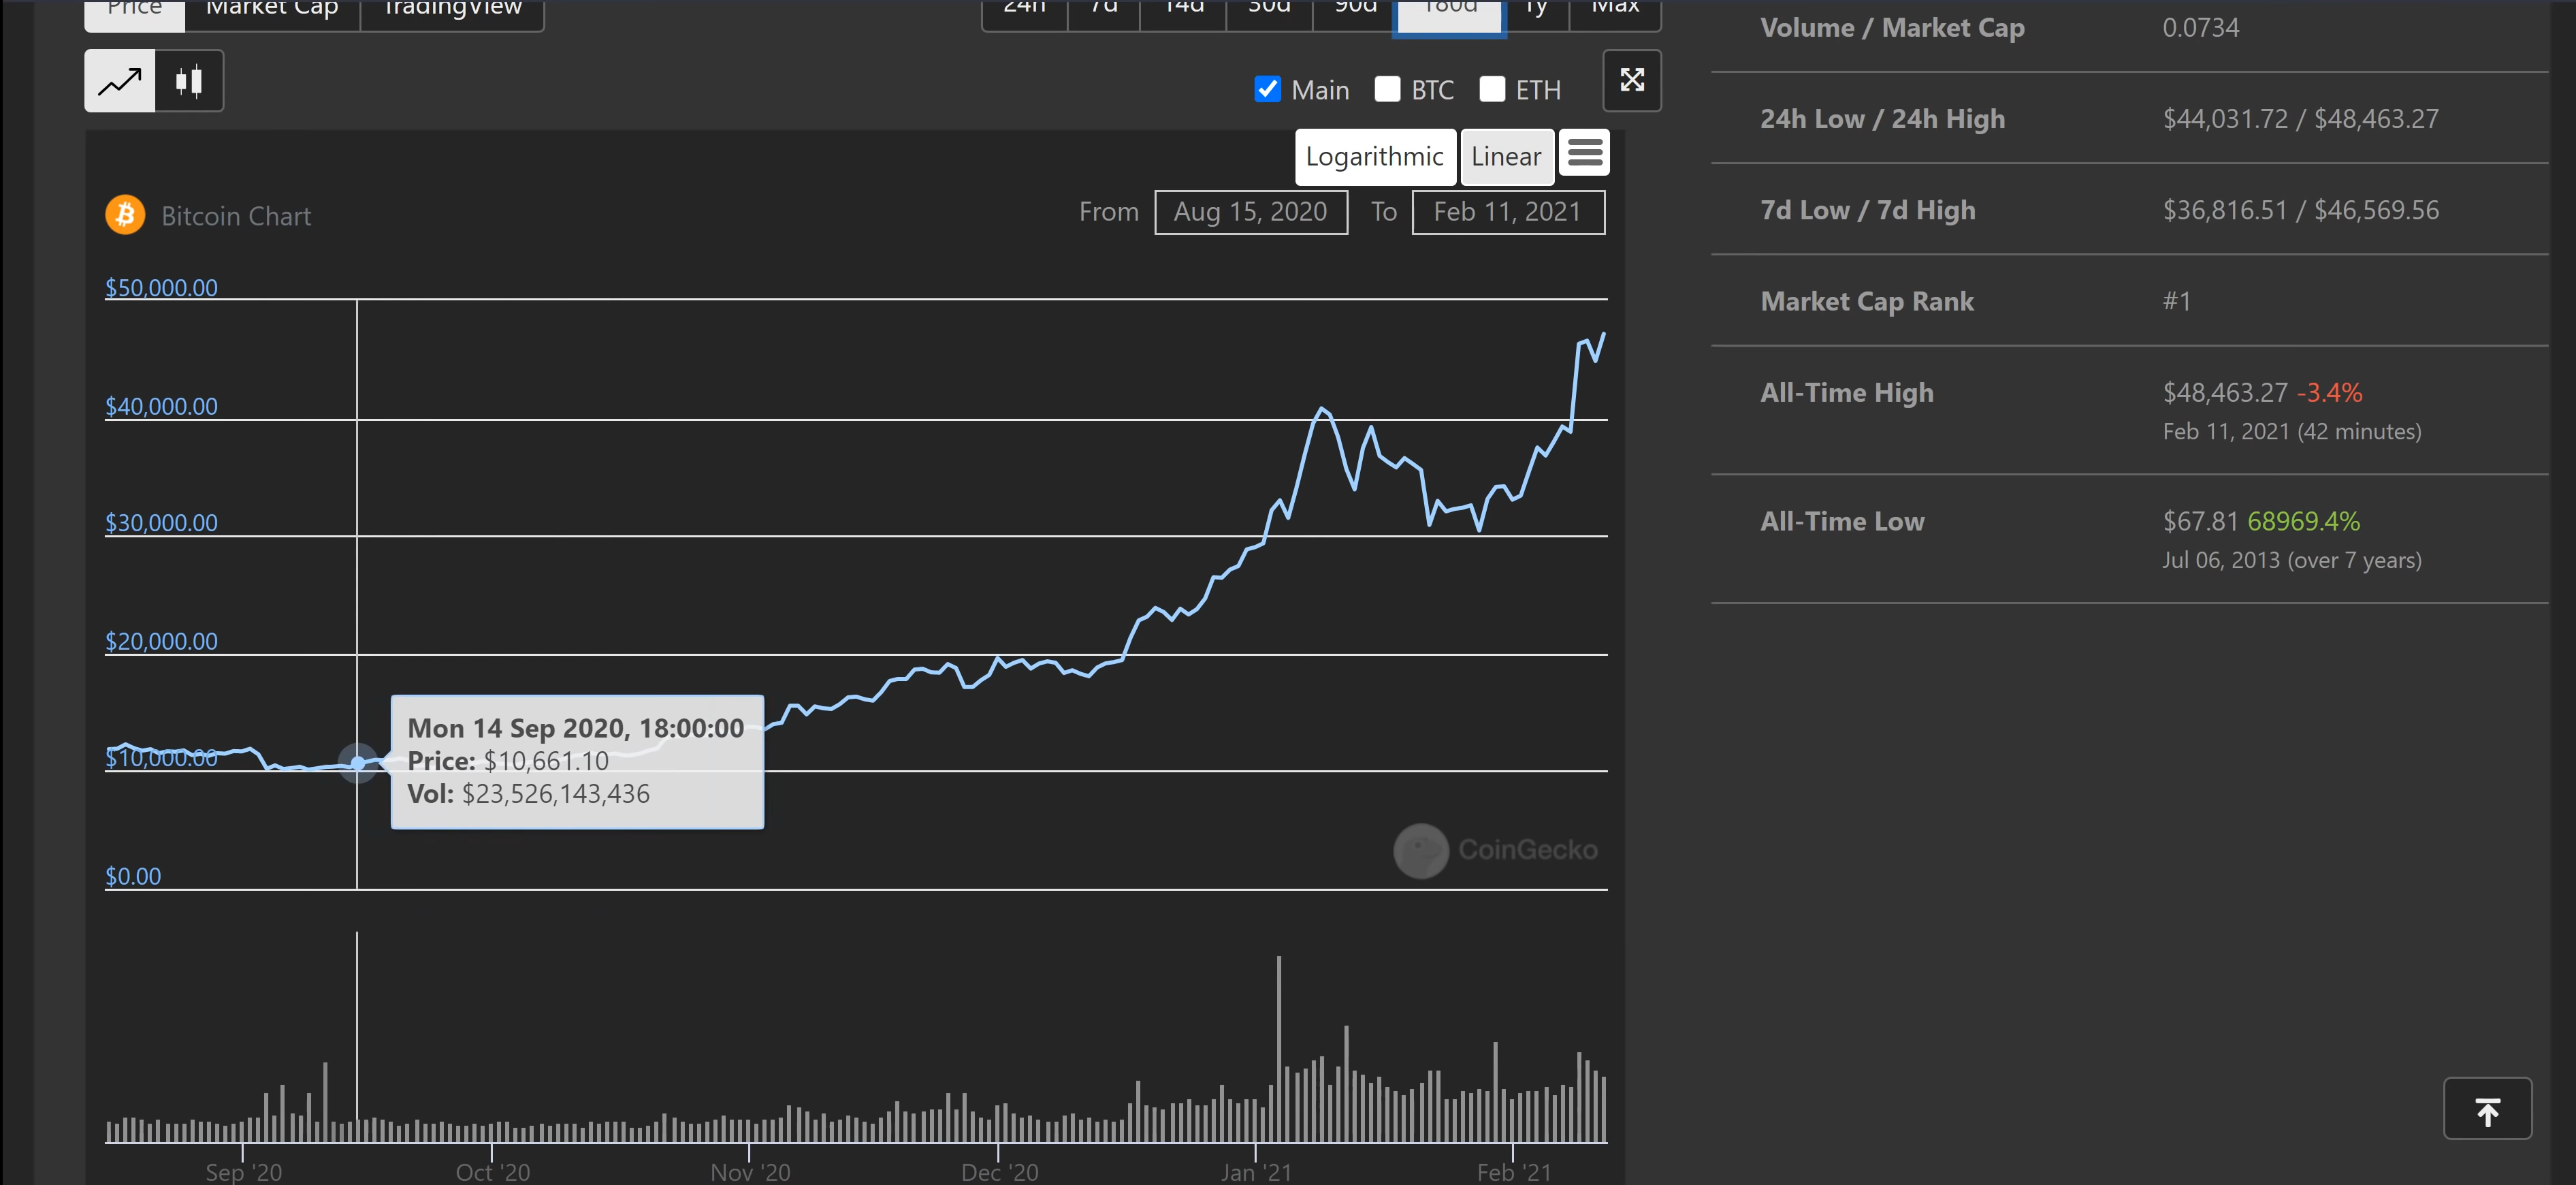 Price Market Cap TradingView
24h 7d 14d 30d 90d 180d 1y Max
Main BTC ETH
Logarithmic Linear
Bitcoin Chart
From Aug 15, 2020 To Feb 11, 2021
$50,000.00
$40,000.00
$30,000.00
$20,000.00
$10,000.00
$0.00
Mon 14 Sep 2020, 18:00:00
Price: $10,661.10
Vol: $23,526,143,436
CoinGecko
Sep '20 Oct '20 Nov '20 Dec '20 Jan '21 Feb '21
Volume / Market Cap 0.0734
24h Low / 24h High $44,031.72 / $48,463.27
7d Low / 7d High $36,816.51 / $46,569.56
Market Cap Rank #1
All-Time High $48,463.27 -3.4%
Feb 11, 2021 (42 minutes)
All-Time Low $67.81 68969.4%
Jul 06, 2013 (over 7 years)